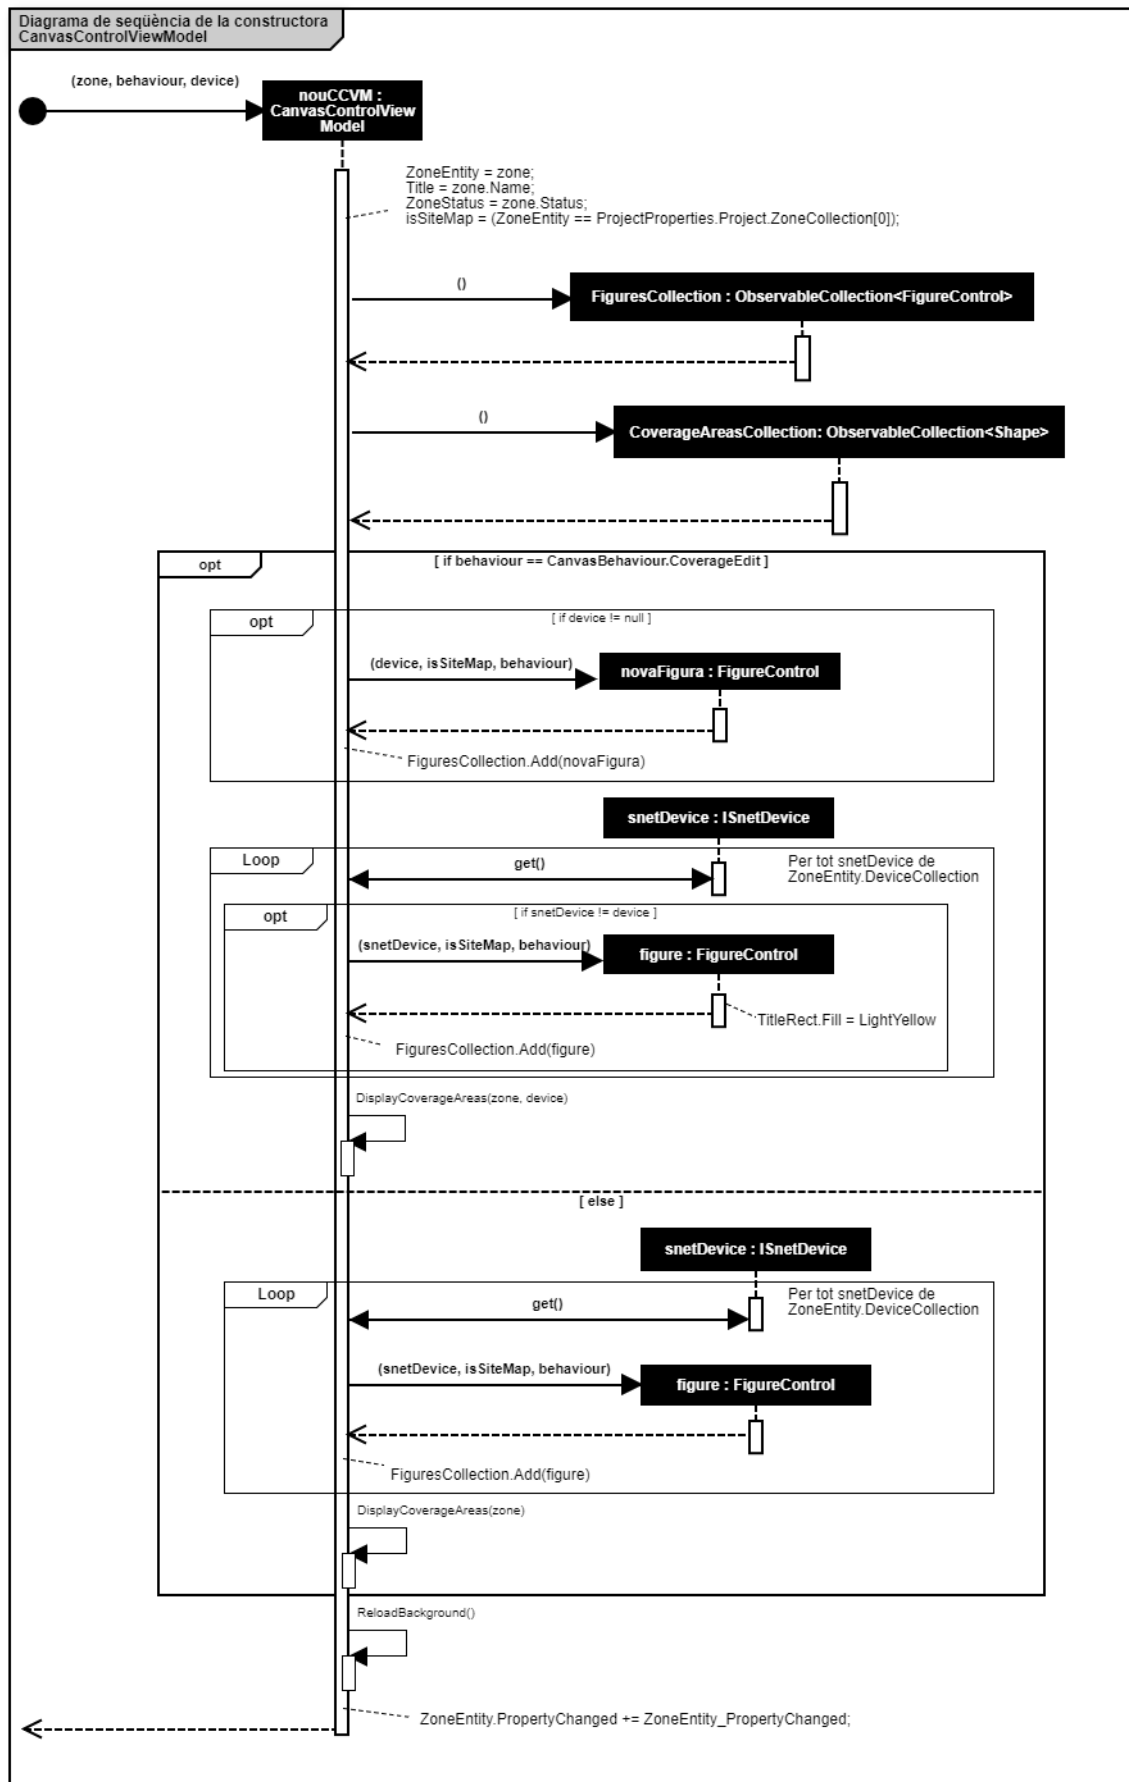 Diagrama de seqüència de la constructora
CanvasControlViewModel
(zone, behaviour, device)
nouCCVM :
CanvasControlView
Model
ZoneEntity = zone;
Title = zone.Name;
ZoneStatus = zone.Status;
isSiteMap = (ZoneEntity == ProjectProperties.Project.ZoneCollection[0]);
()
FiguresCollection : ObservableCollection<FigureControl>
()
CoverageAreasCollection: ObservableCollection<Shape>
opt
[ if behaviour == CanvasBehaviour.CoverageEdit ]
opt
[ if device != null ]
(device, isSiteMap, behaviour)
novaFigura : FigureControl
FiguresCollection.Add(novaFigura)
snetDevice : ISnetDevice
Loop
get()
Per tot snetDevice de
ZoneEntity.DeviceCollection
opt
[ if snetDevice != device ]
(snetDevice, isSiteMap, behaviour)
figure : FigureControl
TitleRect.Fill = LightYellow
FiguresCollection.Add(figure)
DisplayCoverageAreas(zone, device)
[ else ]
snetDevice : ISnetDevice
Loop
get()
Per tot snetDevice de
ZoneEntity.DeviceCollection
(snetDevice, isSiteMap, behaviour)
figure : FigureControl
FiguresCollection.Add(figure)
DisplayCoverageAreas(zone)
ReloadBackground()
ZoneEntity.PropertyChanged += ZoneEntity_PropertyChanged;